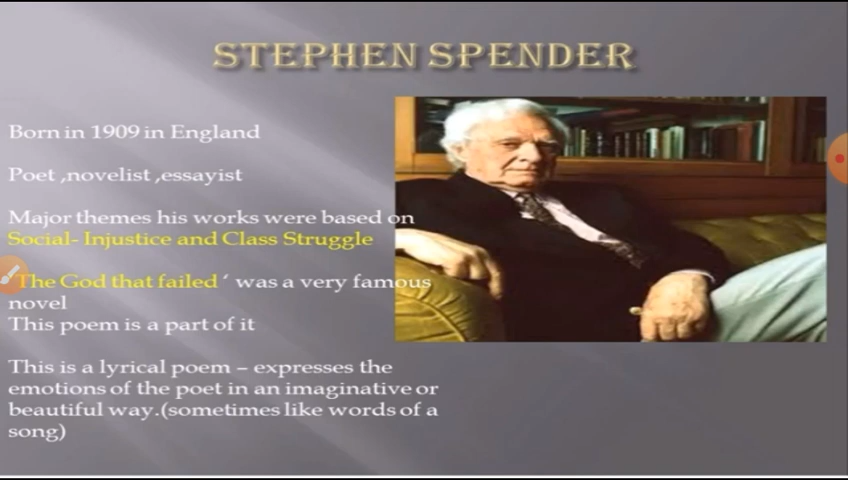 STEPHEN SPENDER
Born in 1909 in England
Poet ,novelist ,essayist
Major themes his works were based on
Social- Injustice and Class Struggle
'The God that failed ‘ was a very famous
novel
This poem is a part of it
This is a lyrical poem – expresses the
emotions of the poet in an imaginative or
beautiful way.(sometimes like words of a
song)